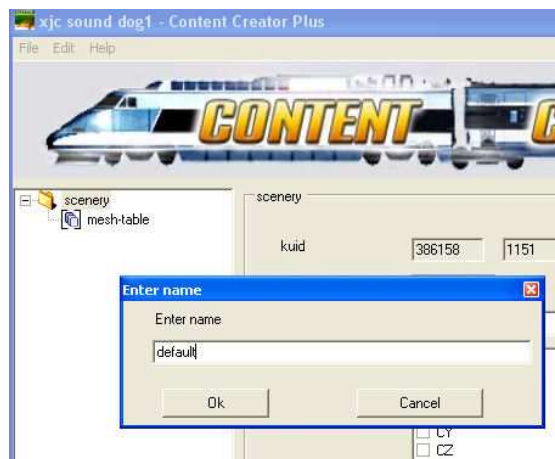 xjc sound dog1 - Content Creator Plus
File Edit Help
CONTENT C
scenery
mesh-table
scenery
kuid
386158
1151
Enter name
Enter name
default
Ok
Cancel
CY
CZ